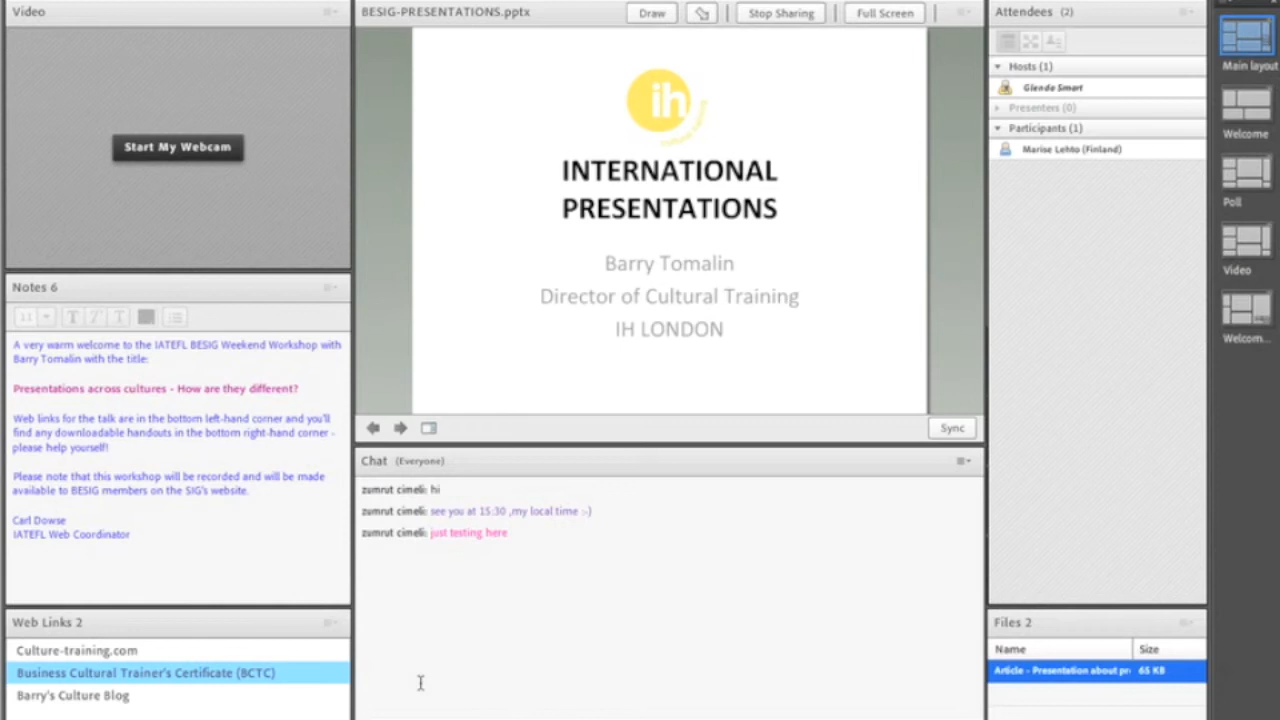 Video
Start My Webcam
Notes 6
11
A very warm welcome to the IATEFL BESIG Weekend Workshop with
Barry Tomalin with the title:
Presentations across cultures - How are they different?
Web links for the talk are in the bottom left-hand corner and you'll
find any downloadable handouts in the bottom right-hand corner -
please help yourself!
Please note that this workshop will be recorded and will be made
available to BESIG members on the SIG's website.
Carl Dowse
IATEFL Web Coordinator
Web Links 2
Culture-training.com
Business Cultural Trainer's Certificate (BCTC)
Barry's Culture Blog
BESIG-PRESENTATIONS.pptx
Draw
Stop Sharing
Full Screen
ih
INTERNATIONAL
PRESENTATIONS
Barry Tomalin
Director of Cultural Training
IH LONDON
Sync
Chat (Everyone)
zumrut cimeli: hi
zumrut cimeli: see you at 15:30 ,my local time :-)
zumrut cimeli: just testing here
Attendees (2)
Hosts (1)
Glenda Smart
Presenters (0)
Participants (1)
Marise Lehto (Finland)
Files 2
Name Size
Article - Presentation about pr 65 KB
Main layout
Welcome
Poll
Video
Welcom...